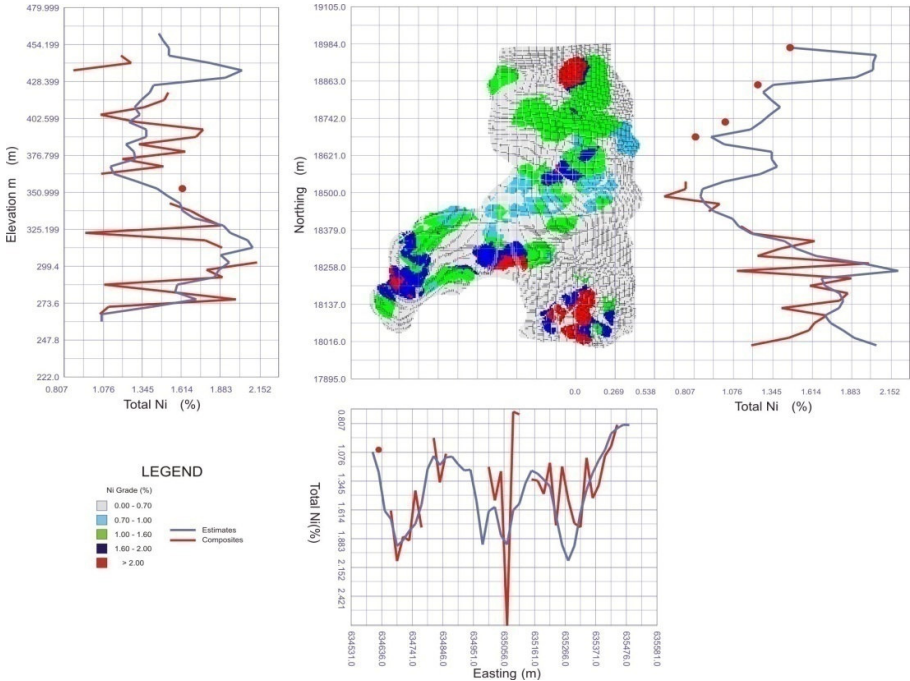 479.999
454.199
428.399
402.599
376.799
350.999
325.199
299.4
273.6
247.8
222.0
Elevation m (m)
0.807 1.076 1.345 1.614 1.883 2.152
Total Ni (%)
19105.0
18984.0
18863.0
18742.0
18621.0
18500.0
18379.0
18258.0
18137.0
18016.0
17895.0
Northing (m)
0.0 0.269 0.538 0.807 1.076 1.345 1.614 1.883 2.152
Total Ni (%)
LEGEND
Ni Grade (%)
0.00 - 0.70
0.70 - 1.00
1.00 - 1.60
1.60 - 2.00
> 2.00
Estimates
Composites
Total Ni(%)
0.807
1.076
1.345
1.614
1.883
2.152
2.421
634531.0
634636.0
634741.0
634846.0
634951.0
635056.0
635161.0
635266.0
635371.0
635476.0
635581.0
Easting (m)